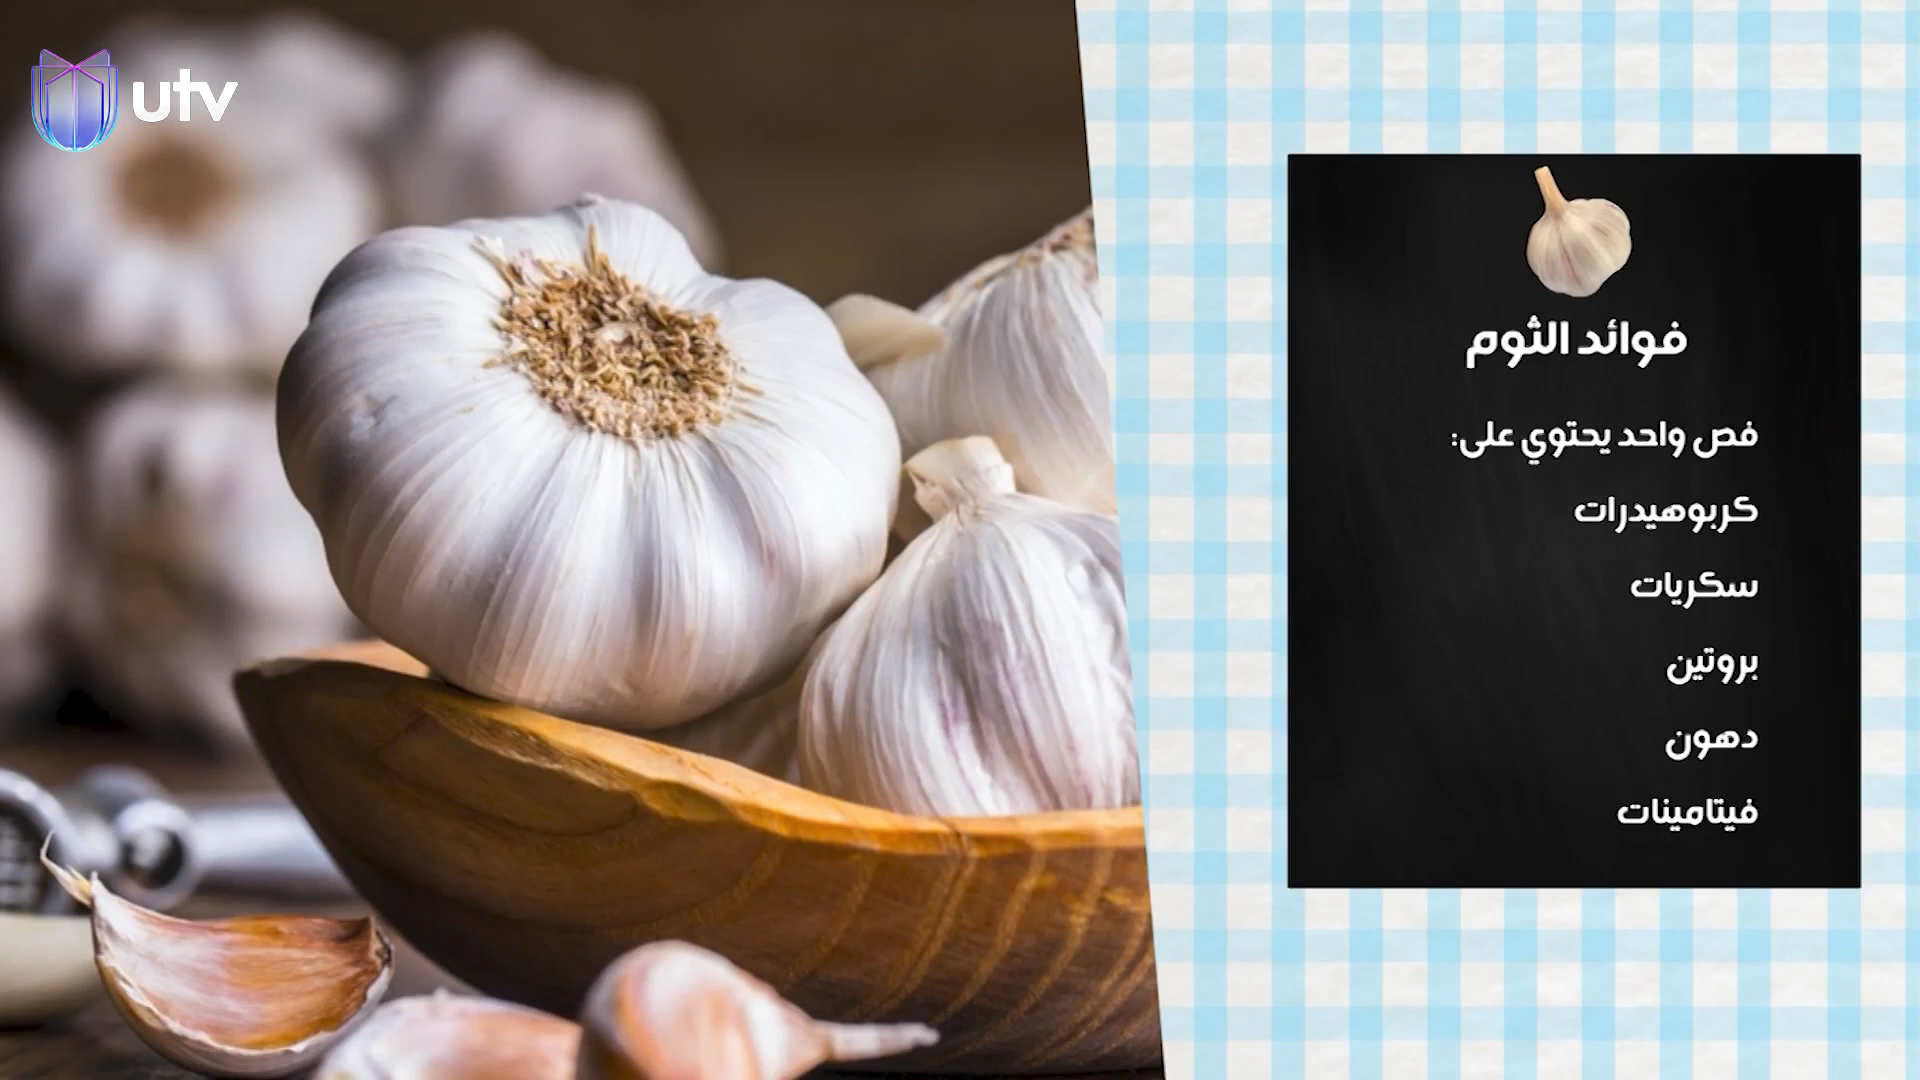 utv
فوائد الثوم
فص واحد يحتوي على:
كربوهيدرات
سكريات
بروتين
دهون
فيتامينات